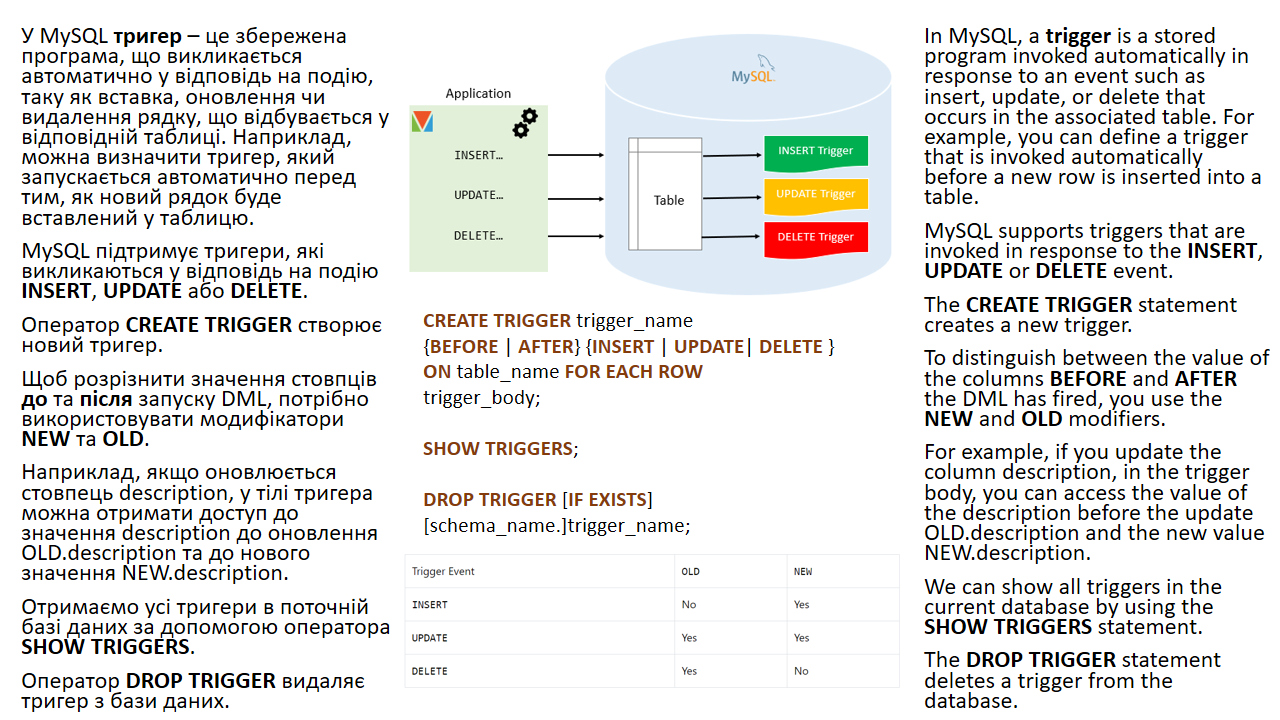 У MySQL тригер – це збережена
програма, що викликається
автоматично у відповідь на подію,
таку як вставка, оновлення чи
видалення рядку, що відбувається у
відповідній таблиці. Наприклад,
можна визначити тригер, який
запускається автоматично перед
тим, як новий рядок буде
вставлений у таблицю.
MySQL підтримує тригери, які
викликаються у відповідь на подію
INSERT, UPDATE або DELETE.
Оператор CREATE TRIGGER створює
новий тригер.
Щоб розрізнити значення стовпців
до та після запуску DML, потрібно
використовувати модифікатори
NEW та OLD.
Наприклад, якщо оновлюється
стовпець description, у тілі тригера
можна отримати доступ до
значення description до оновлення
OLD.description та до нового
значення NEW.description.
Отримаємо усі тригери в поточній
базі даних за допомогою оператора
SHOW TRIGGERS.
Оператор DROP TRIGGER видаляє
тригер з бази даних.
MySQL
Application
INSERT…
UPDATE…
DELETE…
Table
INSERT Trigger
UPDATE Trigger
DELETE Trigger
CREATE TRIGGER trigger_name
{BEFORE | AFTER} {INSERT | UPDATE| DELETE }
ON table_name FOR EACH ROW
trigger_body;
SHOW TRIGGERS;
DROP TRIGGER [IF EXISTS]
[schema_name.]trigger_name;
Trigger Event OLD NEW
INSERT No Yes
UPDATE Yes Yes
DELETE Yes No
In MySQL, a trigger is a stored
program invoked automatically in
response to an event such as
insert, update, or delete that
occurs in the associated table. For
example, you can define a trigger
that is invoked automatically
before a new row is inserted into a
table.
MySQL supports triggers that are
invoked in response to the INSERT,
UPDATE or DELETE event.
The CREATE TRIGGER statement
creates a new trigger.
To distinguish between the value of
the columns BEFORE and AFTER
the DML has fired, you use the
NEW and OLD modifiers.
For example, if you update the
column description, in the trigger
body, you can access the value of
the description before the update
OLD.description and the new value
NEW.description.
We can show all triggers in the
current database by using the
SHOW TRIGGERS statement.
The DROP TRIGGER statement
deletes a trigger from the
database.